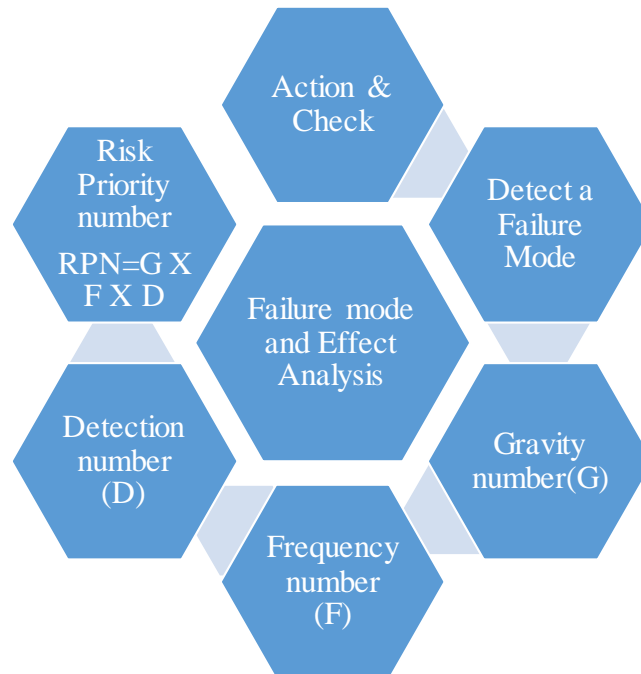 Action &
Check
Detect a
Failure
Mode
Gravity
number(G)
Frequency
number
(F)
Detection
number
(D)
Risk
Priority
number
RPN=G X
F X D
Failure mode
and Effect
Analysis